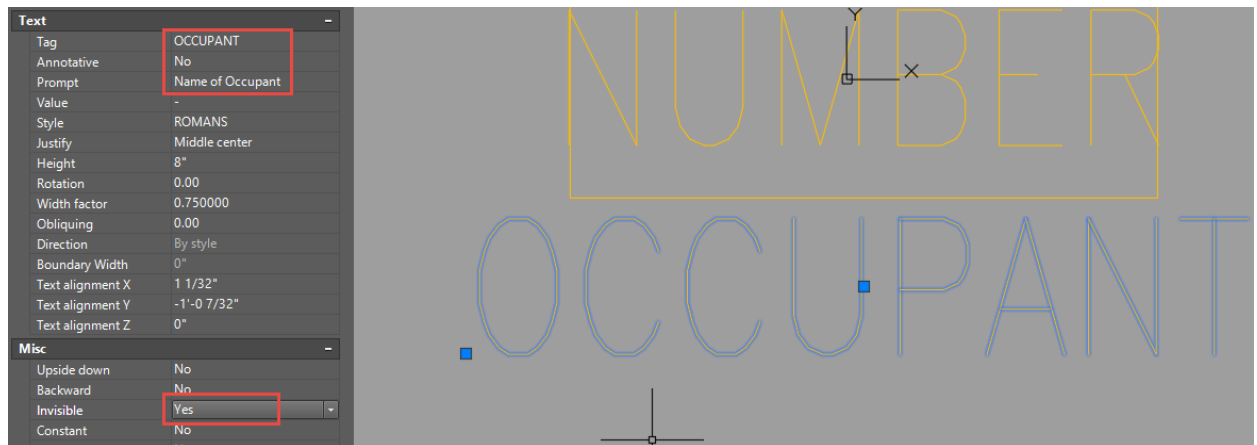 Text –
Tag OCCUPANT
Annotative No
Prompt Name of Occupant
Value -
Style ROMANS
Justify Middle center
Height 8"
Rotation 0.00
Width factor 0.750000
Obliquing 0.00
Direction By style
Boundary Width 0"
Text alignment X 1 1/32"
Text alignment Y -1'-0 7/32"
Text alignment Z 0"
Misc –
Upside down No
Backward No
Invisible Yes
Constant No
Y
X
NUMBER
OCCUPANT